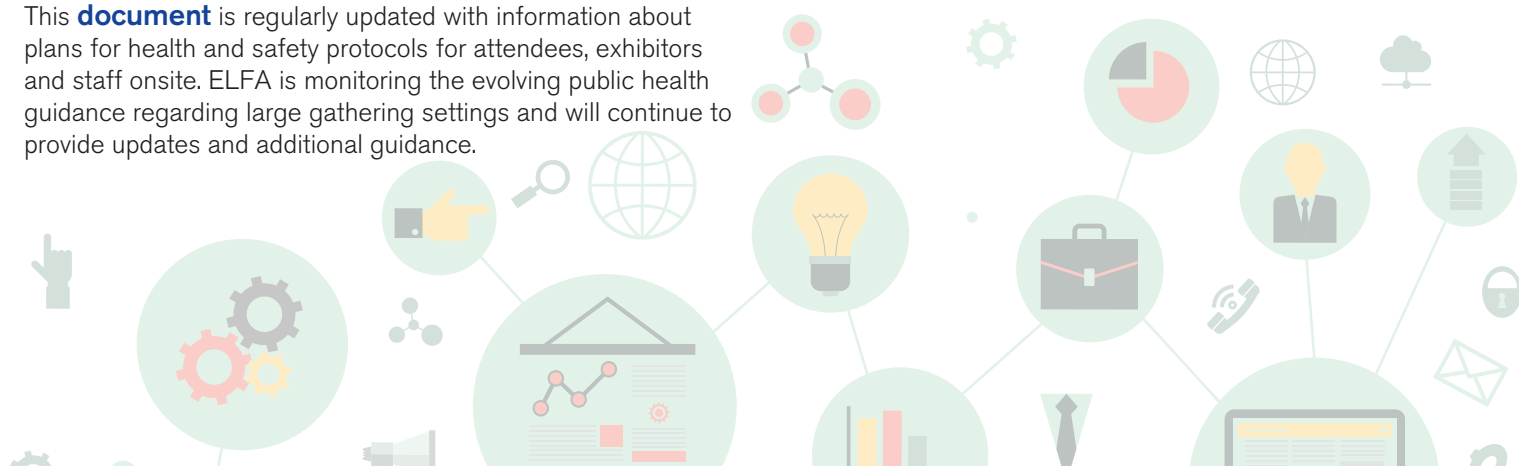 This document is regularly updated with information about
plans for health and safety protocols for attendees, exhibitors
and staff onsite. ELFA is monitoring the evolving public health
guidance regarding large gathering settings and will continue to
provide updates and additional guidance.